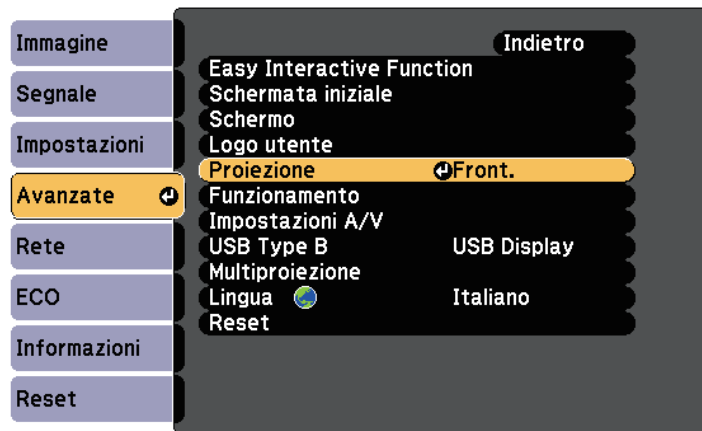 Immagine
Segnale
Impostazioni
Avanzate
Rete
ECO
Informazioni
Reset
Indietro
Easy Interactive Function
Schermata iniziale
Schermo
Logo utente
Proiezione Front.
Funzionamento
Impostazioni A/V
USB Type B USB Display
Multiproiezione
Lingua Italiano
Reset